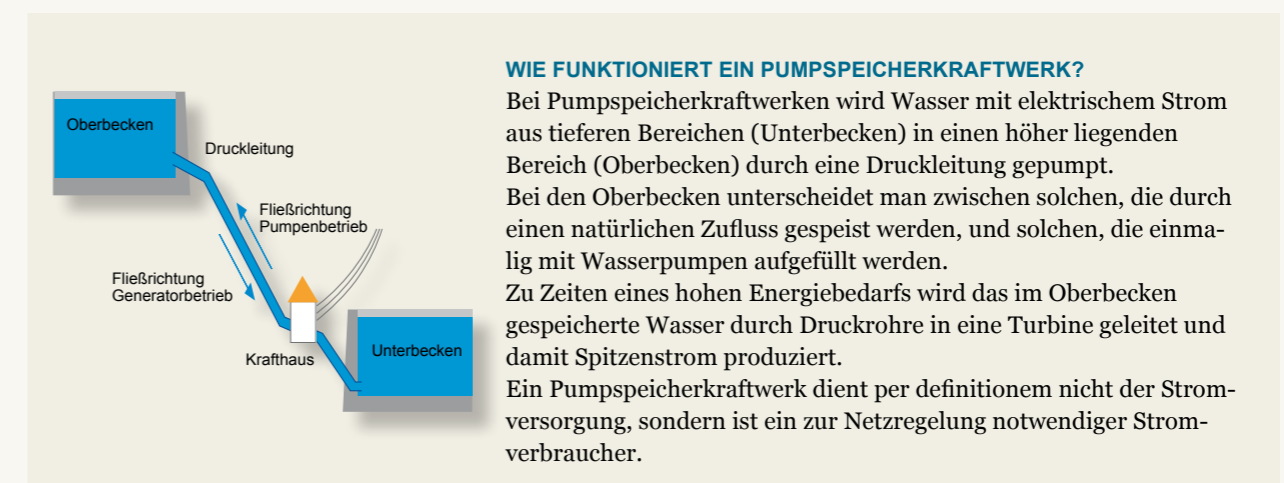 Oberbecken
Druckleitung
Fließrichtung
Pumpenbetrieb
Fließrichtung
Generatorbetrieb
Krafthaus
Unterbecken
WIE FUNKTIONIERT EIN PUMPSPEICHERKRAFTWERK?
Bei Pumpspeicherkraftwerken wird Wasser mit elektrischem Strom
aus tieferen Bereichen (Unterbecken) in einen höher liegenden
Bereich (Oberbecken) durch eine Druckleitung gepumpt.
Bei den Oberbecken unterscheidet man zwischen solchen, die durch
einen natürlichen Zufluss gespeist werden, und solchen, die einma-
lig mit Wasserpumpen aufgefüllt werden.
Zu Zeiten eines hohen Energiebedarfs wird das im Oberbecken
gespeicherte Wasser durch Druckrohre in eine Turbine geleitet und
damit Spitzenstrom produziert.
Ein Pumpspeicherkraftwerk dient per definitionem nicht der Strom-
versorgung, sondern ist ein zur Netzregelung notwendiger Strom-
verbraucher.